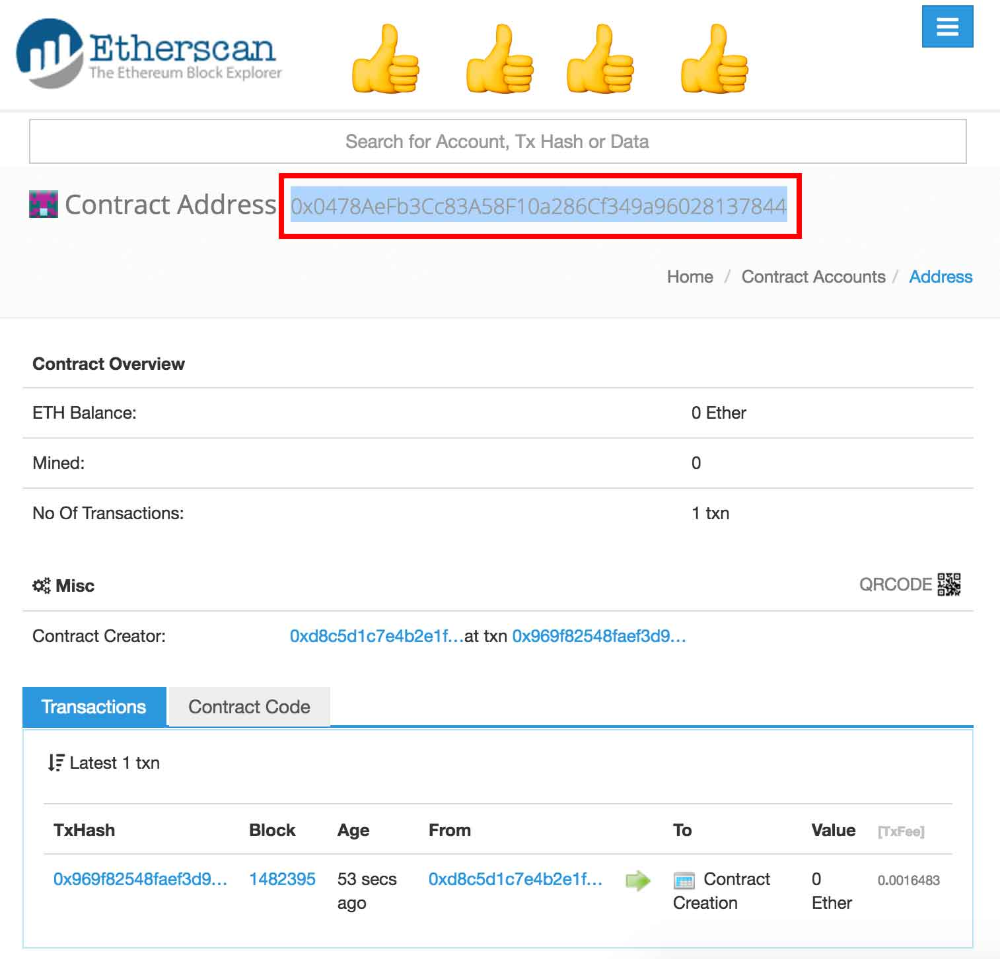 Etherscan
The Ethereum Block Explorer
Search for Account, Tx Hash or Data
Contract Address 0x0478AeFb3Cc83A58F10a286Cf349a96028137844
Home / Contract Accounts / Address
Contract Overview
ETH Balance: 0 Ether
Mined: 0
No Of Transactions: 1 txn
Misc QRCODE
Contract Creator: 0xd8c5d1c7e4b2e1f...at txn 0x969f82548faef3d9...
Transactions Contract Code
Latest 1 txn
TxHash Block Age From To Value [TxFee]
0x969f82548faef3d9... 1482395 53 secs 0xd8c5d1c7e4b2e1f... Contract 0 0.0016483
ago Creation Ether